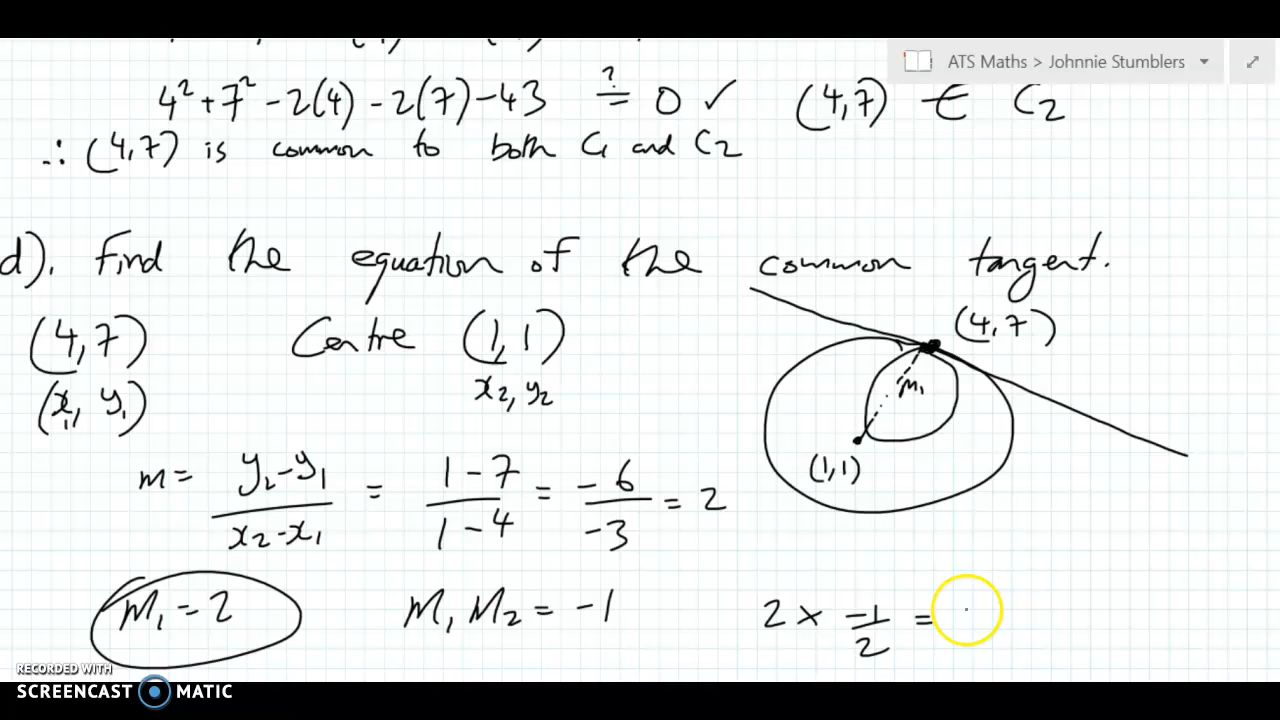 ATS Maths > Johnnie Stumblers
4² + 7² - 2(4) - 2(7) - 43 ≟ 0 ✓ (4,7) ∈ C₂
∴ (4,7) is common to both C₁ and C₂
d). Find the equation of the common tangent.
(4,7) Centre (1,1) (4,7)
(x₁, y₁) x₂, y₂ m₁
(1,1)
m = y₂-y₁ / x₂-x₁ = 1-7 / 1-4 = -6 / -3 = 2
M₁ = 2 M₁ M₂ = -1 2 × -1/2 =
RECORDED WITH
SCREENCAST MATIC